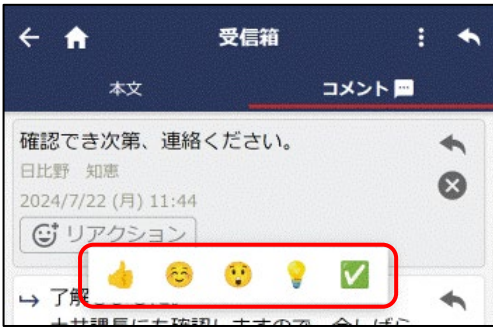 受信箱
本文
コメント
確認でき次第、連絡ください。
日比野 知恵
2024/7/22 (月) 11:44
リアクション
了解